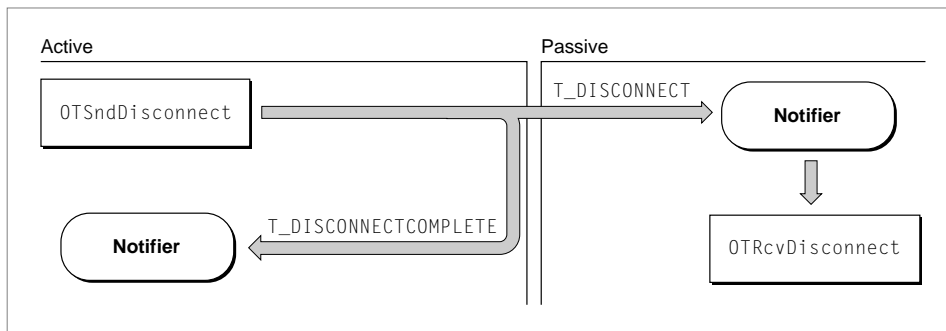 Active
Passive
OTSndDisconnect
T_DISCONNECT
Notifier
T_DISCONNECTCOMPLETE
Notifier
OTRcvDisconnect